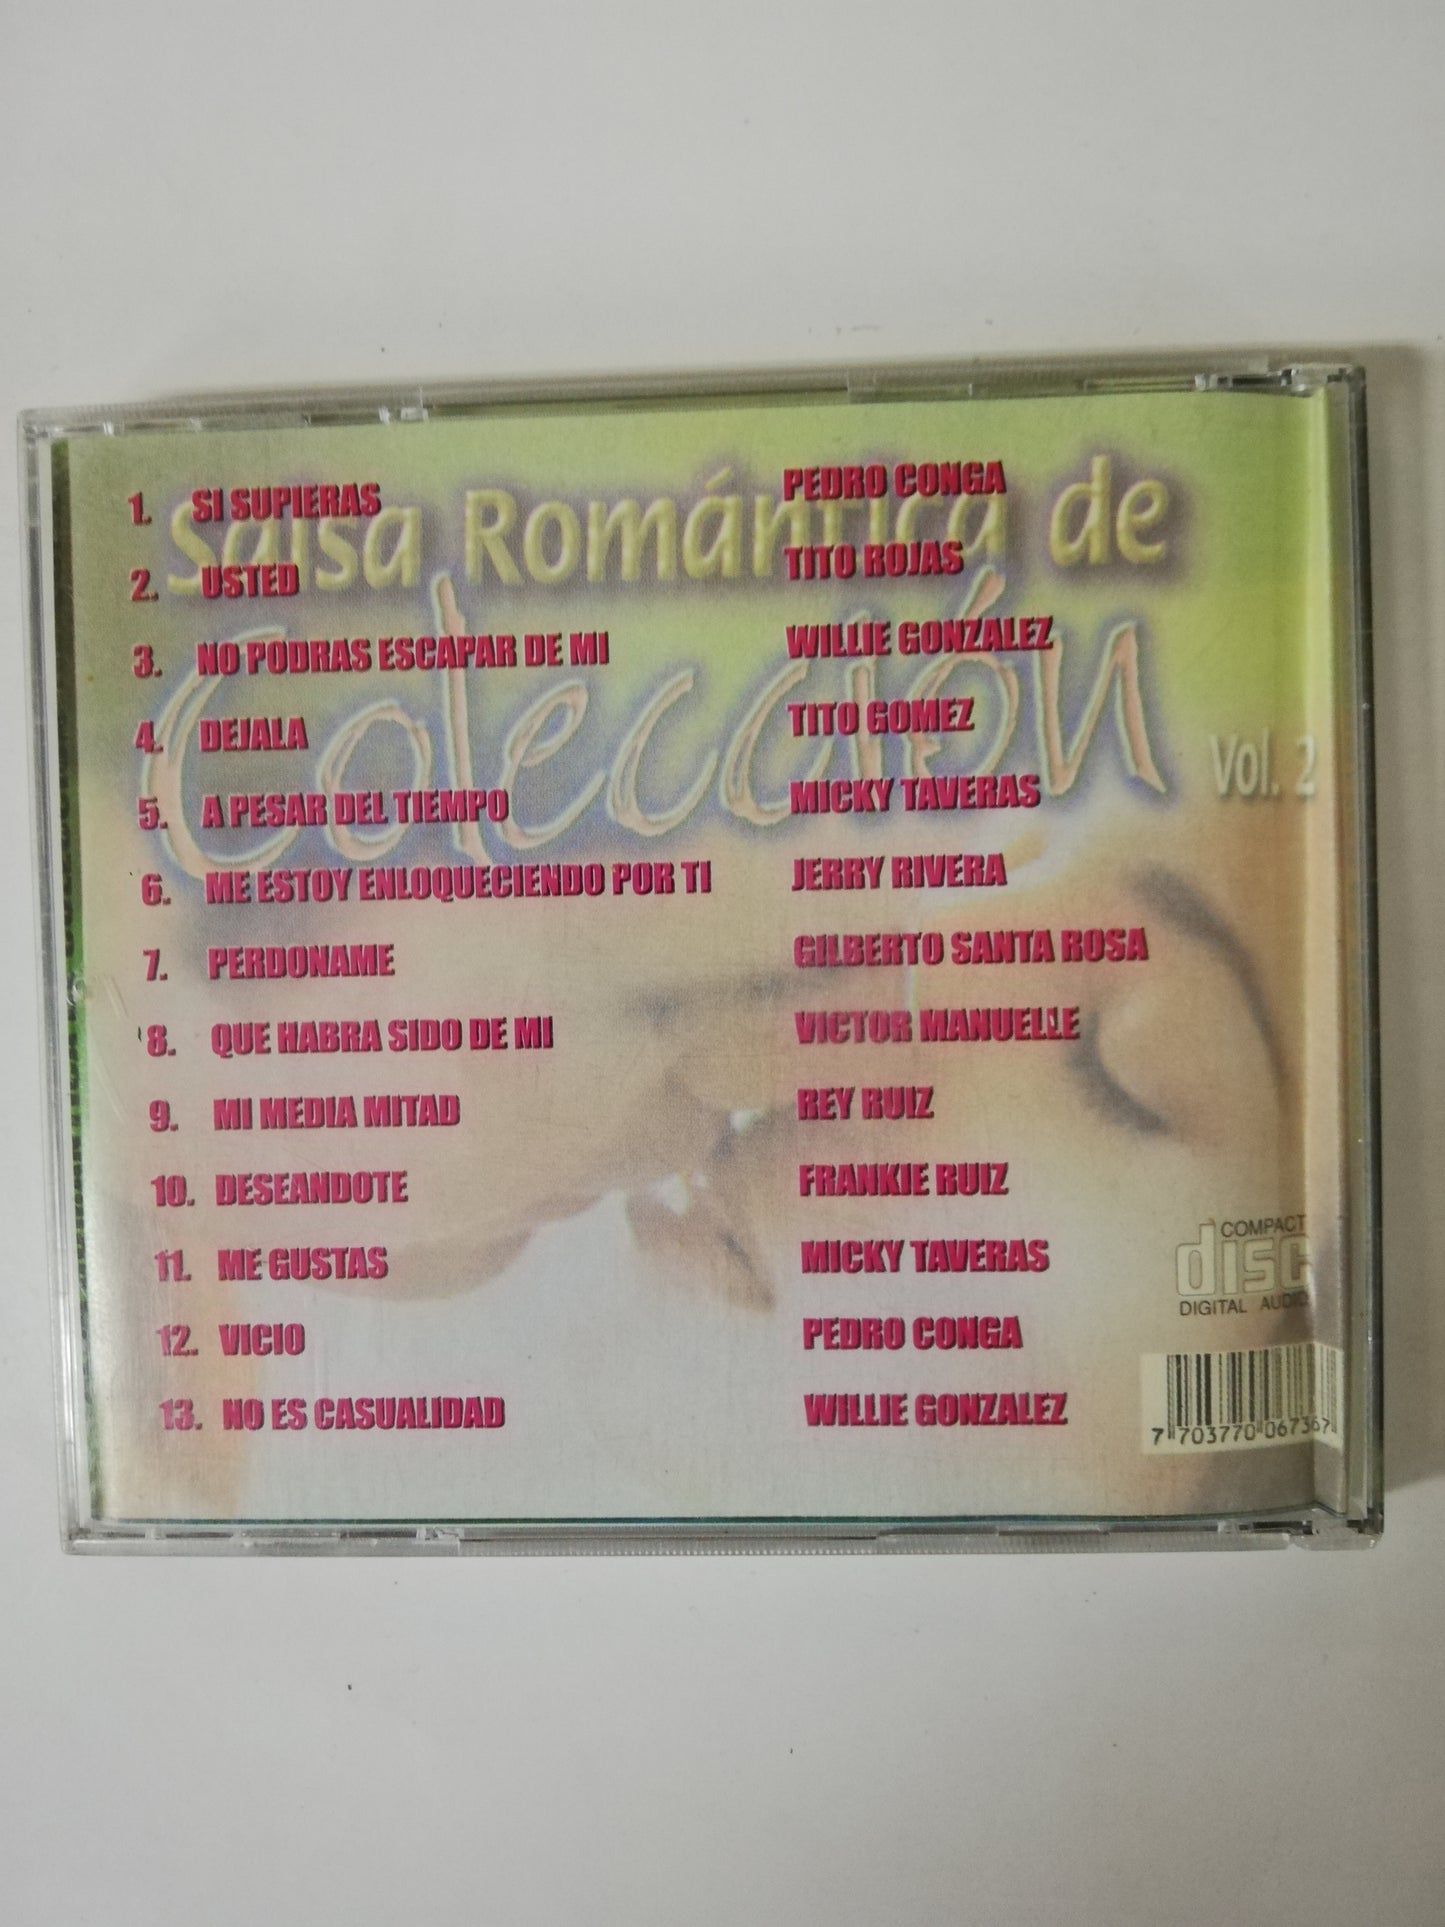 Salsa Romántica de
Colección
Vol. 2
1. SI SUPIERAS PEDRO CONGA
2. USTED TITO ROJAS
3. NO PODRAS ESCAPAR DE MI WILLIE GONZALEZ
4. DEJALA TITO GOMEZ
5. A PESAR DEL TIEMPO MICKY TAVERAS
6. ME ESTOY ENLOQUECIENDO POR TI JERRY RIVERA
7. PERDONAME GILBERTO SANTA ROSA
8. QUE HABRA SIDO DE MI VICTOR MANUELLE
9. MI MEDIA MITAD REY RUIZ
10. DESEANDOTE FRANKIE RUIZ
11. ME GUSTAS MICKY TAVERAS
12. VICIO PEDRO CONGA
13. NO ES CASUALIDAD WILLIE GONZALEZ
COMPACT
disc
DIGITAL AUDIO
7 703770 067367